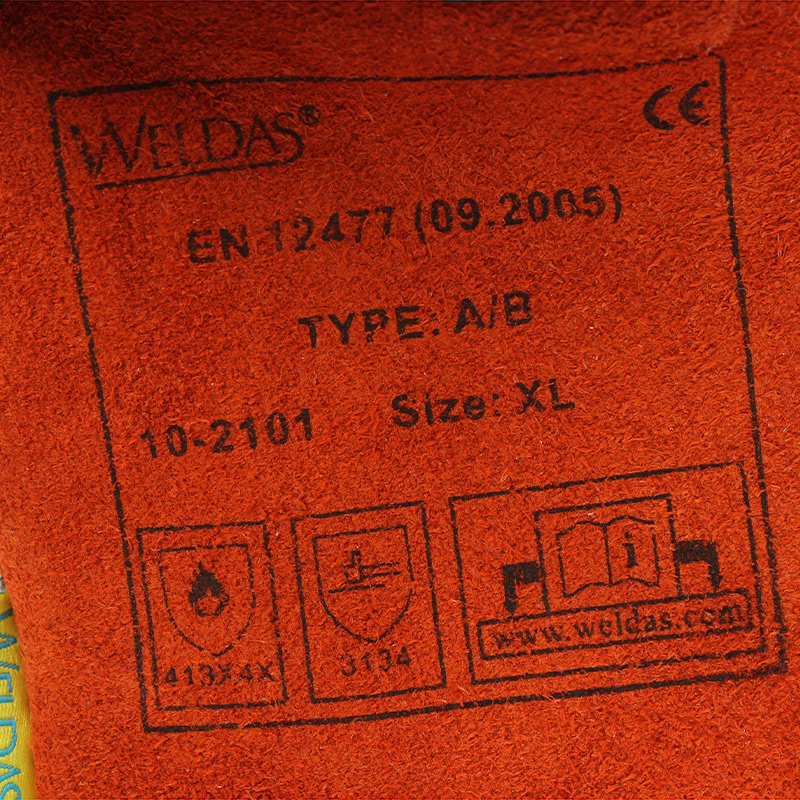 WELDAS®
CE
EN 12477 (09.2005)
TYPE: A/B
10-2101 Size: XL
413X4X
3134
i
www.weldas.com
WELDAS